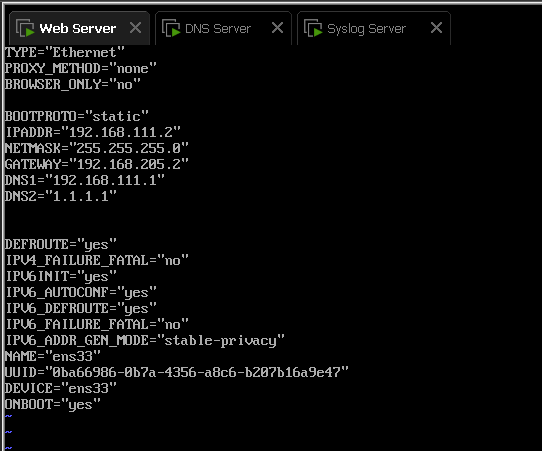 Web Server
DNS Server
Syslog Server
TYPE="Ethernet"
PROXY_METHOD="none"
BROWSER_ONLY="no"
BOOTPROTO="static"
IPADDR="192.168.111.2"
NETMASK="255.255.255.0"
GATEWAY="192.168.205.2"
DNS1="192.168.111.1"
DNS2="1.1.1.1"
DEFROUTE="yes"
IPV4_FAILURE_FATAL="no"
IPV6INIT="yes"
IPV6_AUTOCONF="yes"
IPV6_DEFROUTE="yes"
IPV6_FAILURE_FATAL="no"
IPV6_ADDR_GEN_MODE="stable-privacy"
NAME="ens33"
UUID="0ba66986-0b7a-4356-a8c6-b207b16a9e47"
DEVICE="ens33"
ONBOOT="yes"
~
~
~